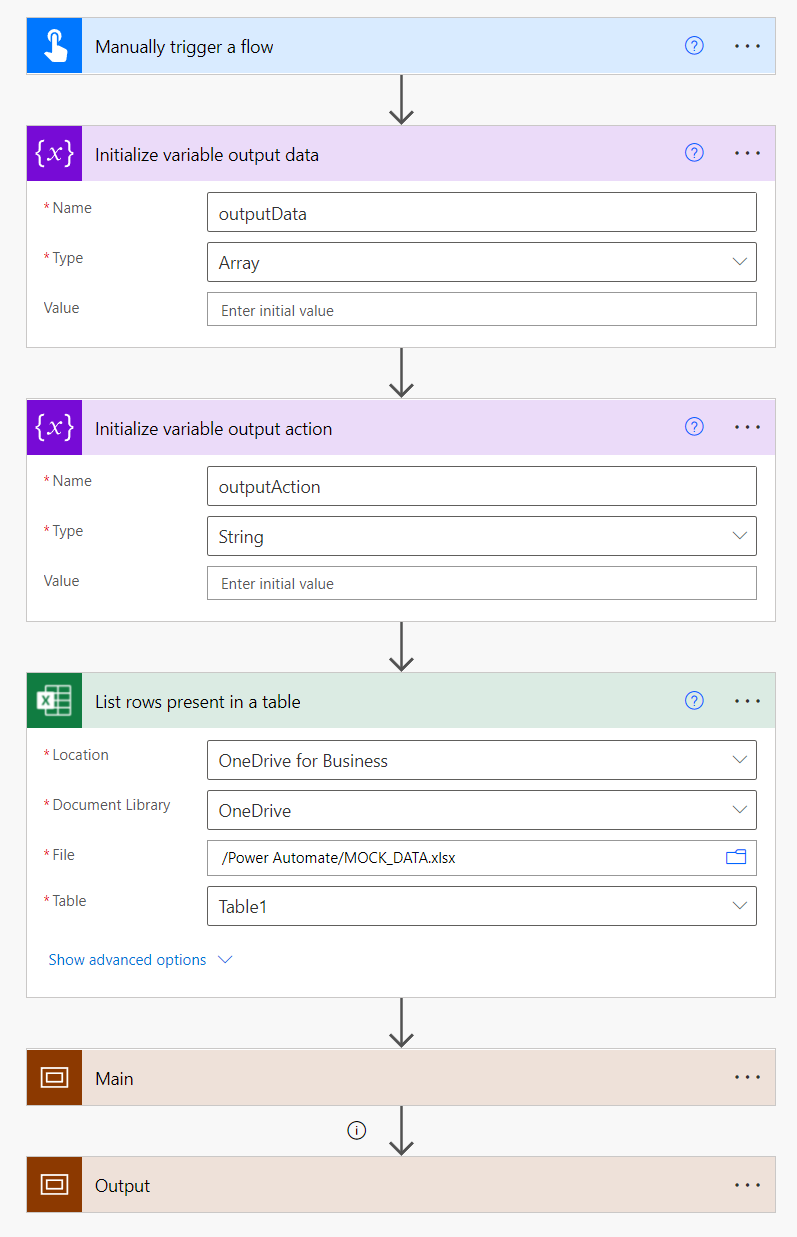 Manually trigger a flow
{x} Initialize variable output data
* Name outputData
* Type Array
Value Enter initial value
{x} Initialize variable output action
* Name outputAction
* Type String
Value Enter initial value
List rows present in a table
* Location OneDrive for Business
* Document Library OneDrive
* File /Power Automate/MOCK_DATA.xlsx
* Table Table1
Show advanced options
Main
Output